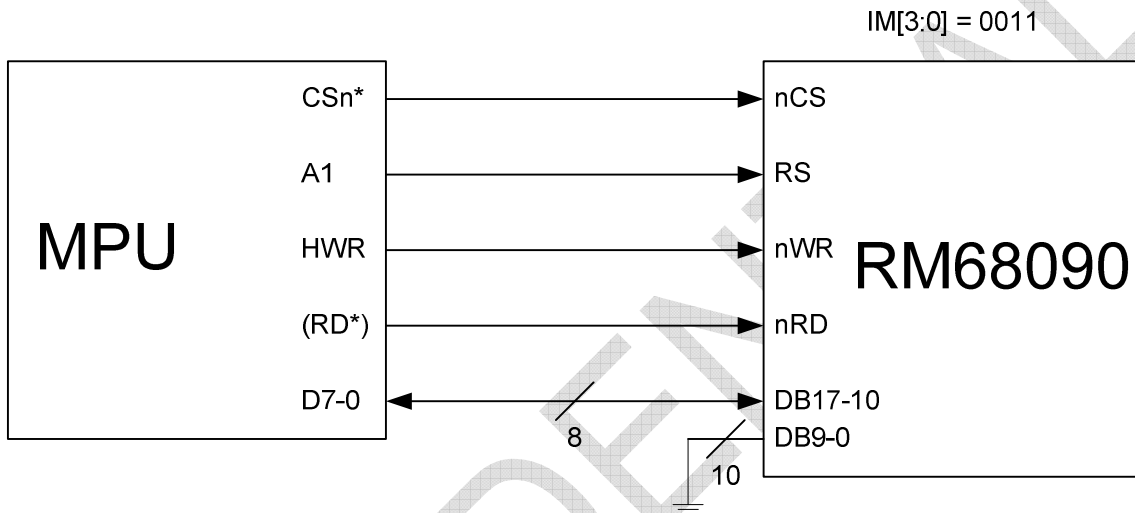 IM[3:0] = 0011
CSn* nCS
A1 RS
MPU HWR nWR RM68090
(RD*) nRD
D7-0 DB17-10
8 DB9-0
10